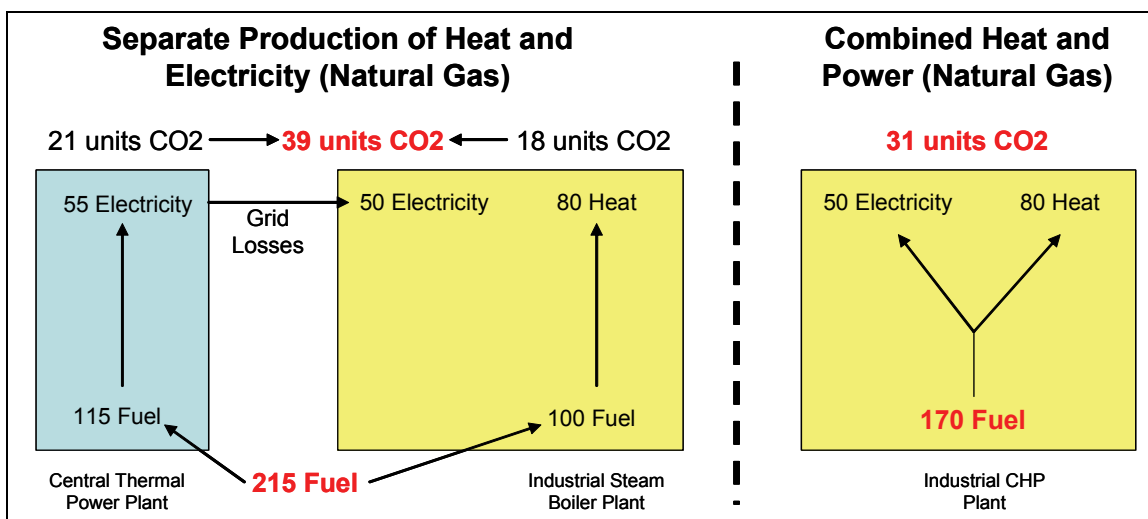 Separate Production of Heat and
Electricity (Natural Gas)
21 units CO2
39 units CO2
18 units CO2
55 Electricity
Grid
Losses
50 Electricity
80 Heat
115 Fuel
100 Fuel
Central Thermal
Power Plant
215 Fuel
Industrial Steam
Boiler Plant
Combined Heat and
Power (Natural Gas)
31 units CO2
50 Electricity
80 Heat
170 Fuel
Industrial CHP
Plant